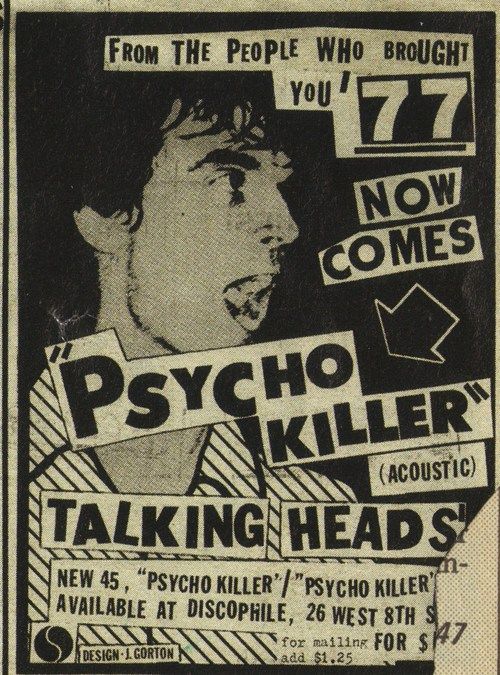 FROM THE PEOPLE WHO BROUGHT
YOU '77
NOW
COMES
"PSYCHO
KILLER"
(ACOUSTIC)
TALKING HEADS'
NEW 45, "PSYCHO KILLER"/"PSYCHO KILLER"
AVAILABLE AT DISCOPHILE, 26 WEST 8TH S
for mailing FOR $
add $1.25
DESIGN·J. GORTON
m-
47